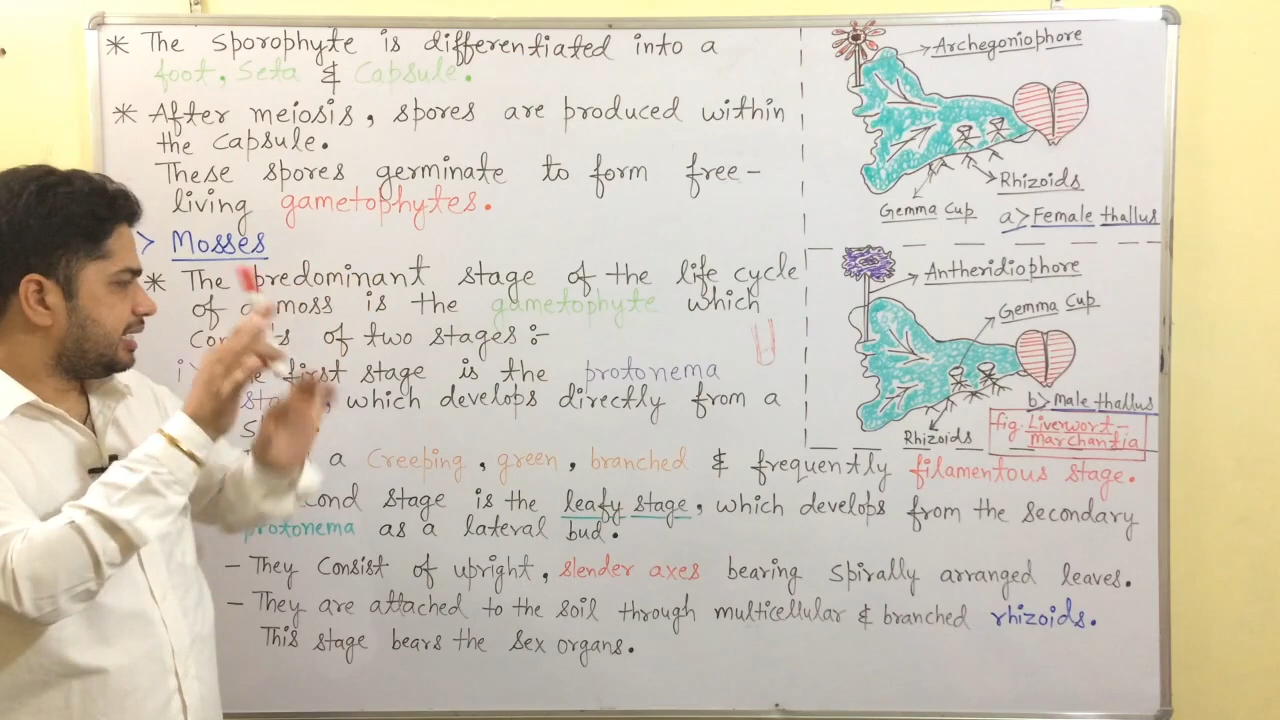 * The sporophyte is differentiated into a
foot, seta & capsule.
* After meiosis, spores are produced within
the capsule.
These spores germinate to form free-
living gametophytes.
> Mosses
* The predominant stage of the life cycle
of a moss is the gametophyte which
of two stages :-
first stage is the protonema
which develops directly from a
a creeping, green, branched & frequently filamentous stage.
stage is the leafy stage, which develops from the secondary
protonema as a lateral bud.
- They consist of upright, slender axes bearing spirally arranged leaves.
- They are attached to the soil through multicellular & branched rhizoids.
This stage bears the sex organs.
Archegoniophore
Rhizoids
Gemma Cup
a> Female thallus
Antheridiophore
Gemma Cup
b> Male thallus
Rhizoids
fig. Liverwort-
Marchantia